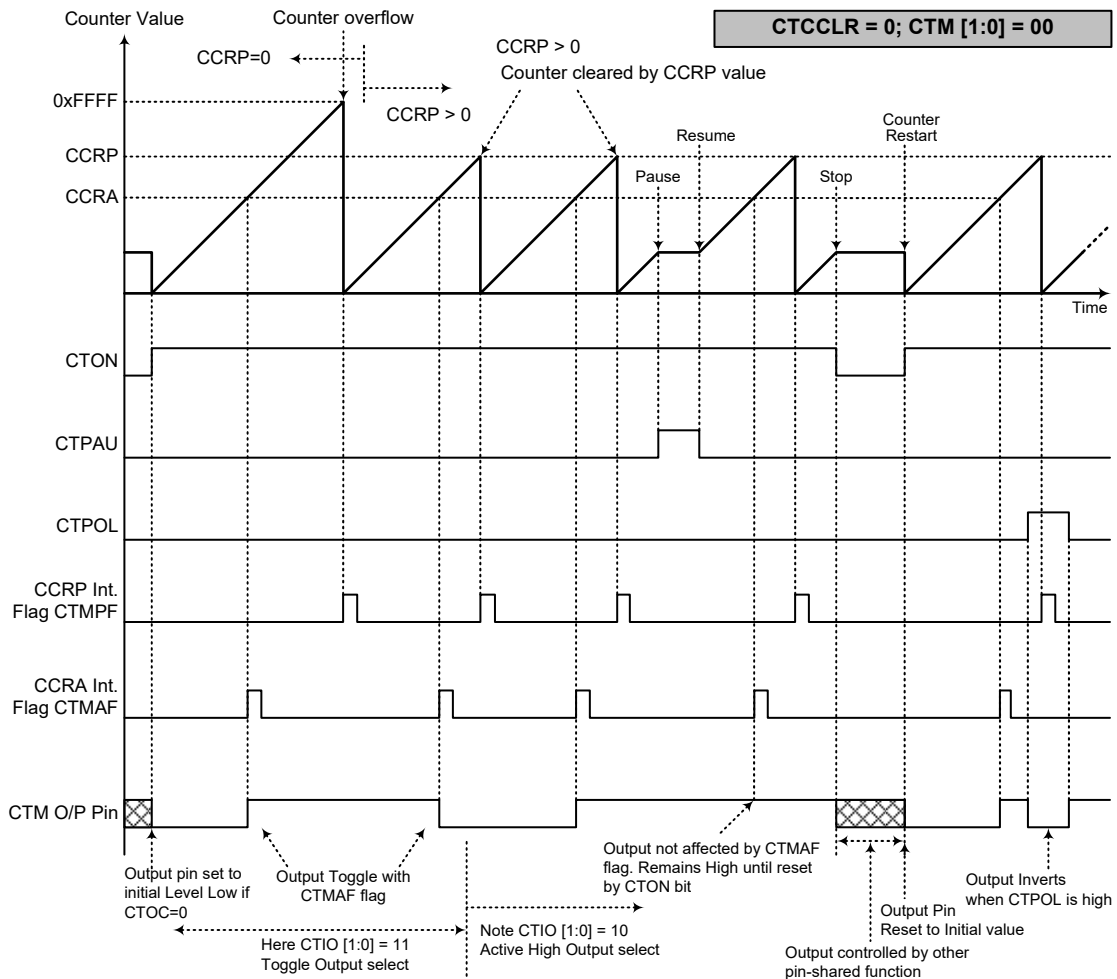 Counter Value
Counter overflow
CTCCLR = 0; CTM [1:0] = 00
CCRP=0
CCRP > 0
CCRP > 0
Counter cleared by CCRP value
0xFFFF
CCRP
CCRA
Pause
Resume
Stop
Counter
Restart
Time
CTON
CTPAU
CTPOL
CCRP Int.
Flag CTMPF
CCRA Int.
Flag CTMAF
CTM O/P Pin
Output pin set to
initial Level Low if
CTOC=0
Output Toggle with
CTMAF flag
Output not affected by CTMAF
flag. Remains High until reset
by CTON bit
Output Inverts
when CTPOL is high
Output Pin
Reset to Initial value
Here CTIO [1:0] = 11
Toggle Output select
Note CTIO [1:0] = 10
Active High Output select
Output controlled by other
pin-shared function